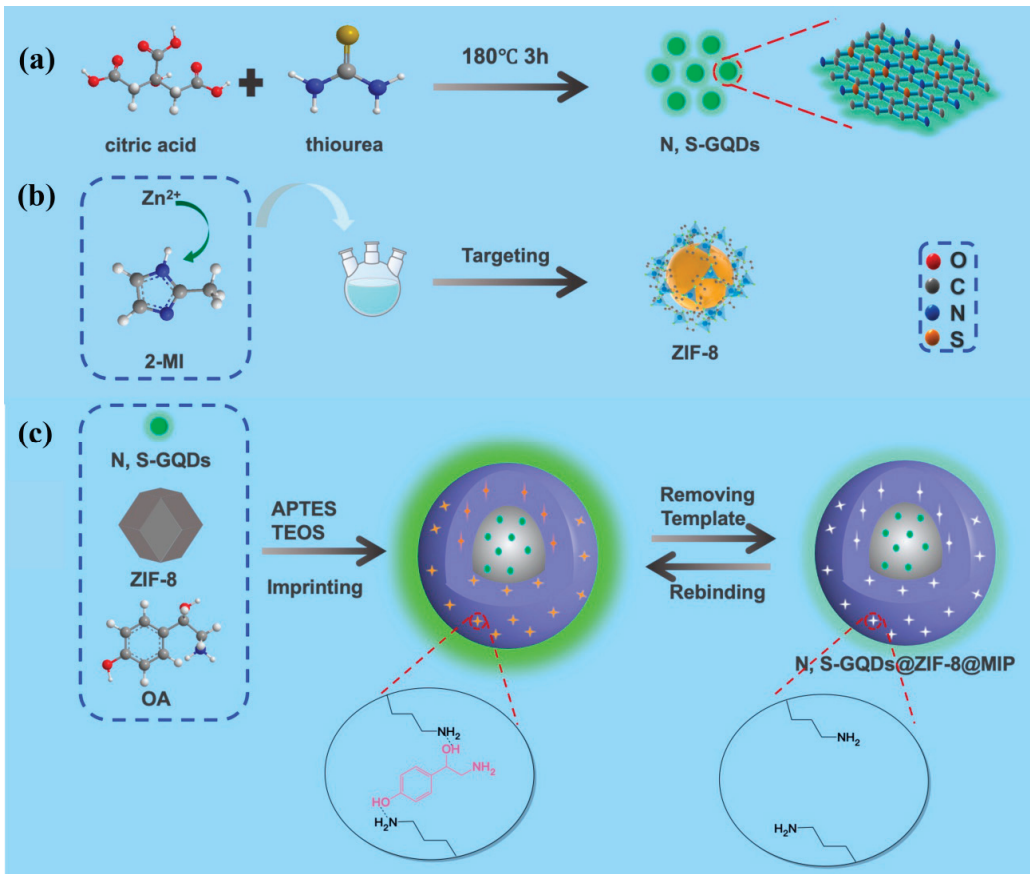 (a)
citric acid
thiourea
180℃ 3h
N, S-GQDs
(b)
Zn²⁺
2-MI
Targeting
ZIF-8
O
C
N
S
(c)
N, S-GQDs
ZIF-8
OA
APTES
TEOS
Imprinting
Removing
Template
Rebinding
N, S-GQDs@ZIF-8@MIP
NH₂
OH
NH₂
HO
H₂N
NH₂
H₂N